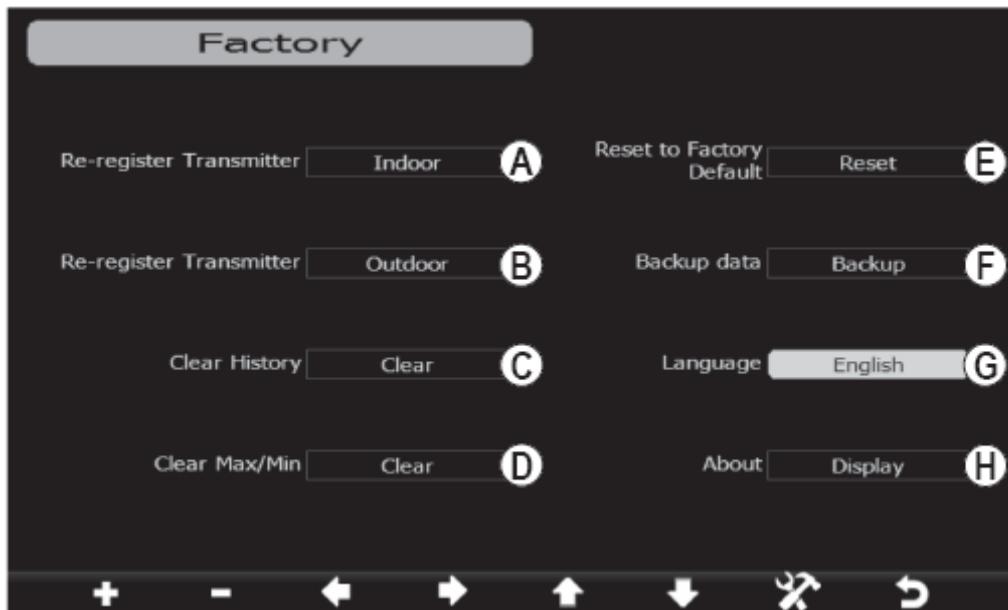 Factory
Re-register Transmitter Indoor A
Re-register Transmitter Outdoor B
Clear History Clear C
Clear Max/Min Clear D
Reset to Factory
Default Reset E
Backup data Backup F
Language English G
About Display H